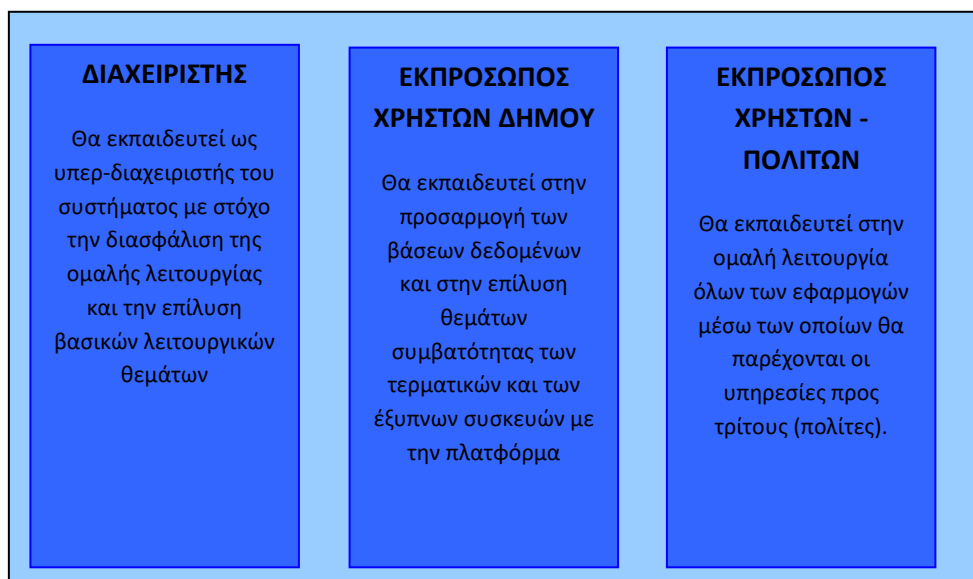 ΔΙΑΧΕΙΡΙΣΤΗΣ
Θα εκπαιδευτεί ως
υπερ-διαχειριστής του
συστήματος με στόχο
την διασφάλιση της
ομαλής λειτουργίας
και την επίλυση
βασικών λειτουργικών
θεμάτων
ΕΚΠΡΟΣΩΠΟΣ
ΧΡΗΣΤΩΝ ΔΗΜΟΥ
Θα εκπαιδευτεί στην
προσαρμογή των
βάσεων δεδομένων
και στην επίλυση
θεμάτων
συμβατότητας των
τερματικών και των
έξυπνων συσκευών με
την πλατφόρμα
ΕΚΠΡΟΣΩΠΟΣ
ΧΡΗΣΤΩΝ -
ΠΟΛΙΤΩΝ
Θα εκπαιδευτεί στην
ομαλή λειτουργία
όλων των εφαρμογών
μέσω των οποίων θα
παρέχονται οι
υπηρεσίες προς
τρίτους (πολίτες).